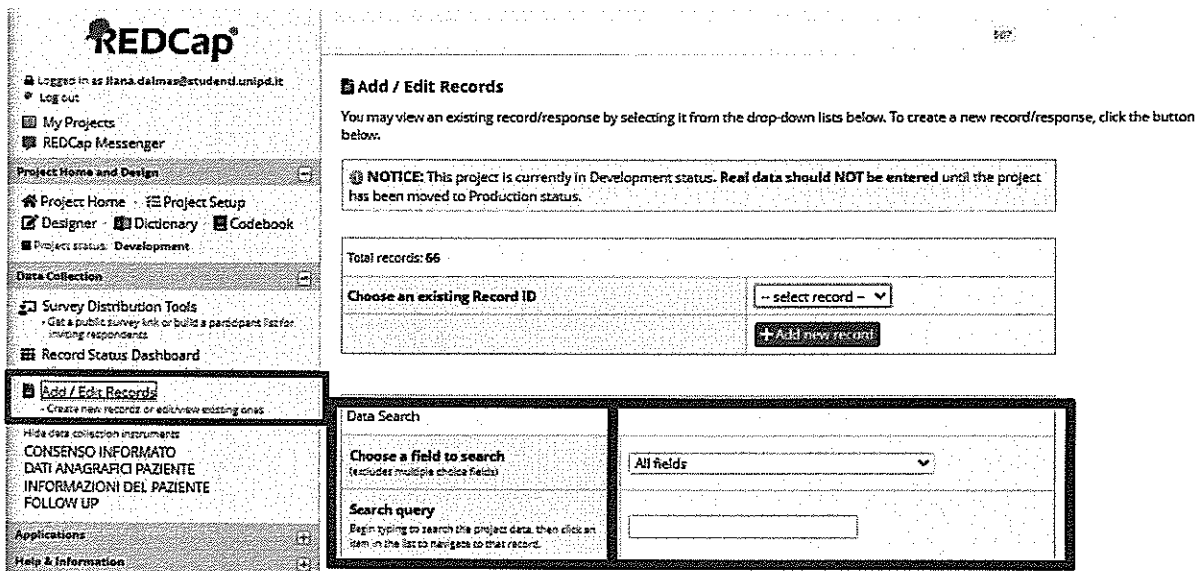 REDCap®
Logged in as ilana.dalmas@studenti.unipd.it
Log out
My Projects
REDCap Messenger
Project Home and Design
Project Home · Project Setup
Designer · Dictionary · Codebook
Project status: Development
Data Collection
Survey Distribution Tools
- Get a public survey link or build a participant list for
inviting respondents
Record Status Dashboard
Add / Edit Records
- Create new records or edit/view existing ones
Hide data collection instruments
CONSENSO INFORMATO
DATI ANAGRAFICI PAZIENTE
INFORMAZIONI DEL PAZIENTE
FOLLOW UP
Applications
Help & Information
Add / Edit Records
You may view an existing record/response by selecting it from the drop-down lists below. To create a new record/response, click the button
below.
NOTICE: This project is currently in Development status. Real data should NOT be entered until the project
has been moved to Production status.
Total records: 66
Choose an existing Record ID
-- select record --
+ Add new record
Data Search
Choose a field to search
(excludes multiple choice fields)
All fields
Search query
Begin typing to search the project data, then click an
item in the list to navigate to that record.